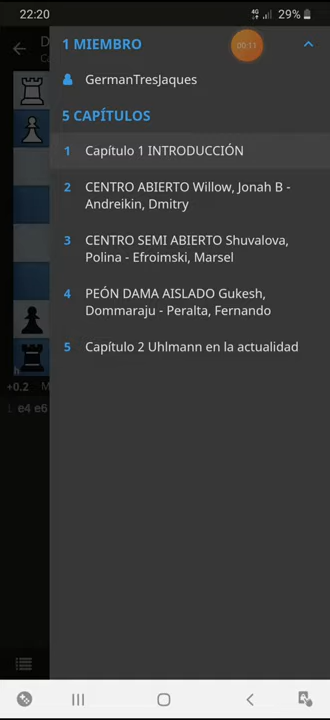 22:20
4G 29%
1 MIEMBRO
00:11
GermanTresJaques
5 CAPÍTULOS
1 Capítulo 1 INTRODUCCIÓN
2 CENTRO ABIERTO Willow, Jonah B -
Andreikin, Dmitry
3 CENTRO SEMI ABIERTO Shuvalova,
Polina - Efroimski, Marsel
4 PEÓN DAMA AISLADO Gukesh,
Dommaraju - Peralta, Fernando
5 Capítulo 2 Uhlmann en la actualidad
D
h
+0.2 M
1. e4 e6